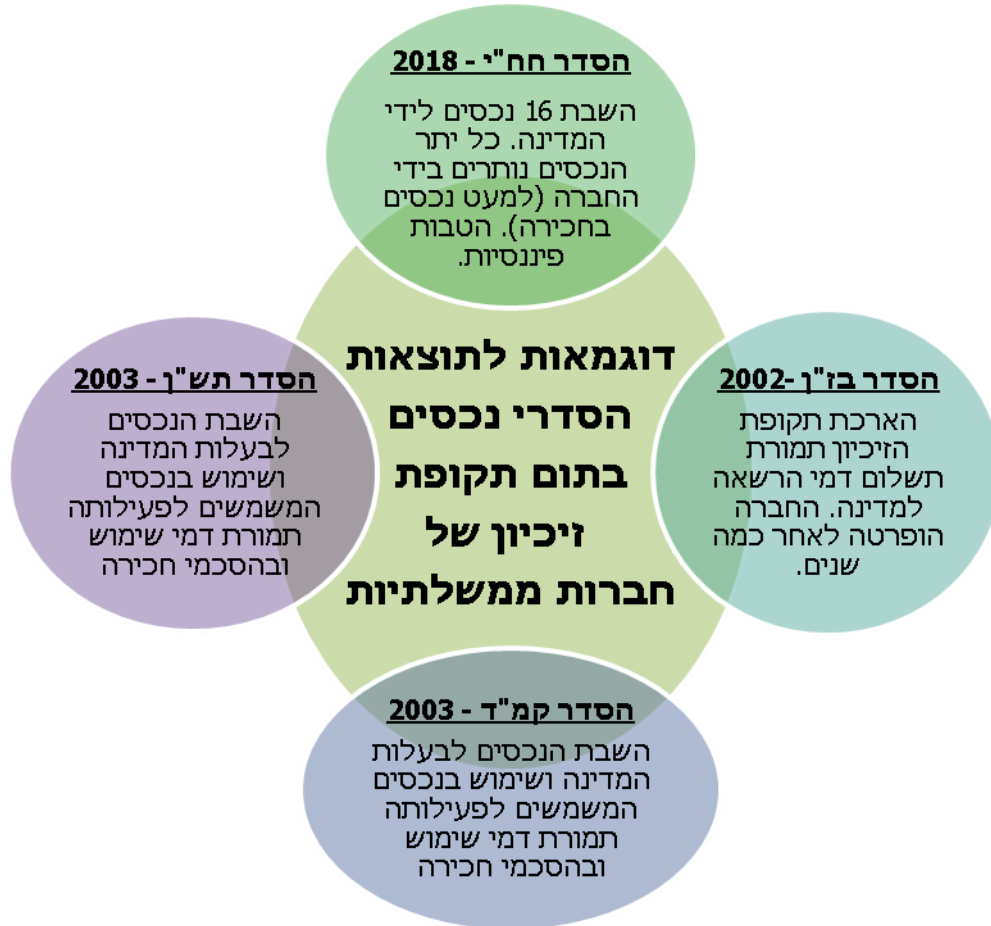 הסדר חח"י - 2018
השבת 16 נכסים לידי
המדינה. כל יתר
הנכסים נותרים בידי
החברה (למעט נכסים
בחכירה). הטבות
פיננסיות.
דוגמאות לתוצאות
הסדרי נכסים
בתום תקופת
זיכיון של
חברות ממשלתיות
הסדר בז"ן -2002
הארכת תקופת
הזיכיון תמורת
תשלום דמי הרשאה
למדינה. החברה
הופרטה לאחר כמה
שנים.
הסדר קמ"ד - 2003
השבת הנכסים לבעלות
המדינה ושימוש בנכסים
המשמשים לפעילותה
תמורת דמי שימוש
ובהסכמי חכירה
הסדר תש"ן - 2003
השבת הנכסים
לבעלות המדינה
ושימוש בנכסים
המשמשים לפעילותה
תמורת דמי שימוש
ובהסכמי חכירה